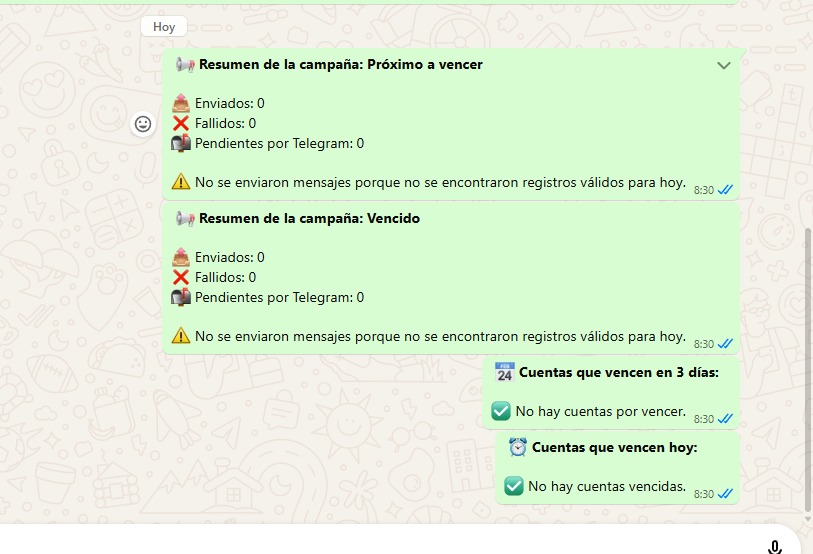 Hoy
Resumen de la campaña: Próximo a vencer
Enviados: 0
Fallidos: 0
Pendientes por Telegram: 0
No se enviaron mensajes porque no se encontraron registros válidos para hoy.
8:30
Resumen de la campaña: Vencido
Enviados: 0
Fallidos: 0
Pendientes por Telegram: 0
No se enviaron mensajes porque no se encontraron registros válidos para hoy.
8:30
24 Cuentas que vencen en 3 días:
No hay cuentas por vencer.
8:30
Cuentas que vencen hoy:
No hay cuentas vencidas.
8:30